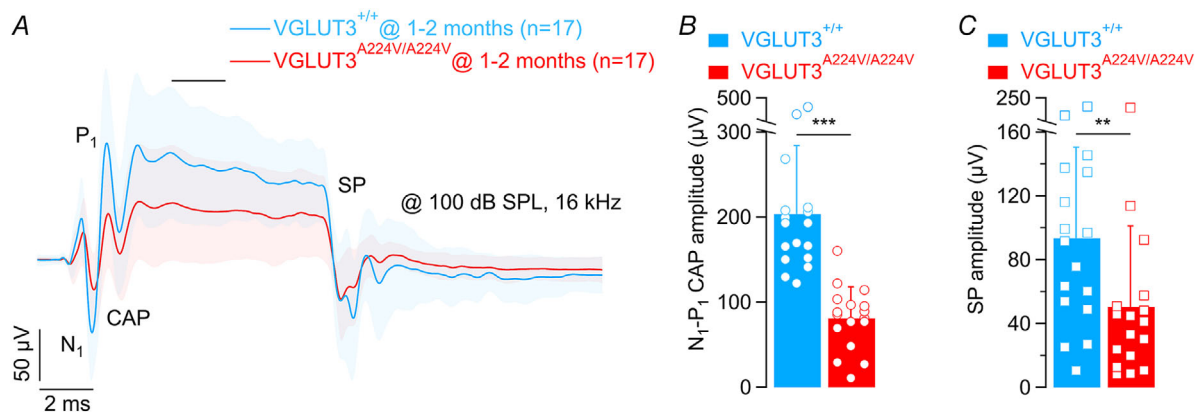 A
VGLUT3+/+ @ 1-2 months (n=17)
VGLUT3A224V/A224V @ 1-2 months (n=17)
P1
SP
@ 100 dB SPL, 16 kHz
CAP
N1
50 µV
2 ms
B
VGLUT3+/+
VGLUT3A224V/A224V
N1-P1 CAP amplitude (µV)
500
300
200
100
0
***
C
VGLUT3+/+
VGLUT3A224V/A224V
SP amplitude (µV)
250
160
120
80
40
0
**